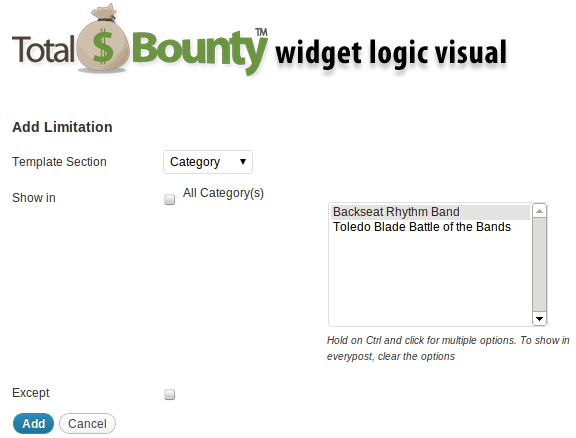 Total $ Bounty™ widget logic visual
Add Limitation
Template Section Category
Show in All Category(s)
Backseat Rhythm Band
Toledo Blade Battle of the Bands
Hold on Ctrl and click for multiple options. To show in
everypost, clear the options
Except
Add Cancel